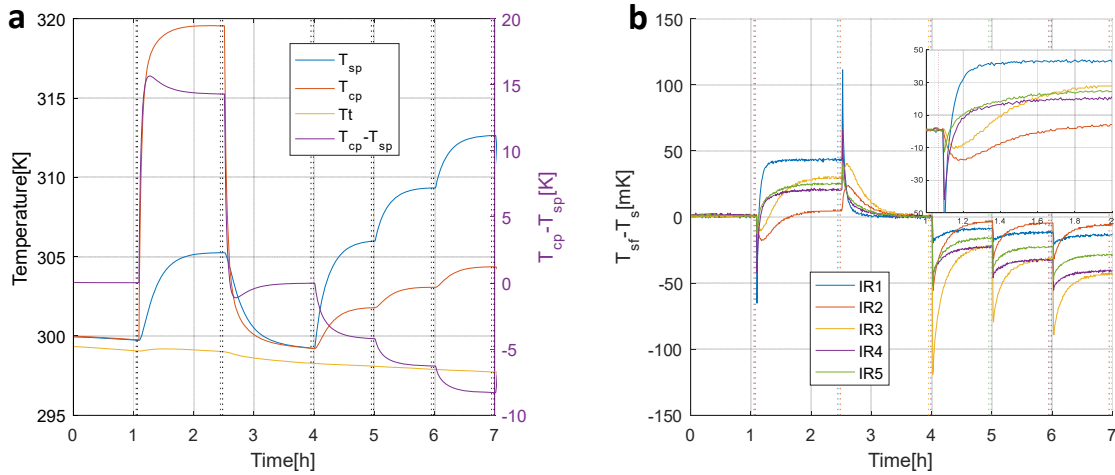 a
320
315
310
305
300
295
Temperature[K]
0 1 2 3 4 5 6 7
Time[h]
20
15
10
5
0
-5
-10
T_cp-T_sp[K]
T_sp
T_cp
Tt
T_cp-T_sp
b
150
100
50
0
-50
-100
-150
T_sf-T_s[mK]
0 1 2 3 4 5 6 7
Time[h]
IR1
IR2
IR3
IR4
IR5
50
30
10
-10
-30
-50
1 1.2 1.4 1.6 1.8 2